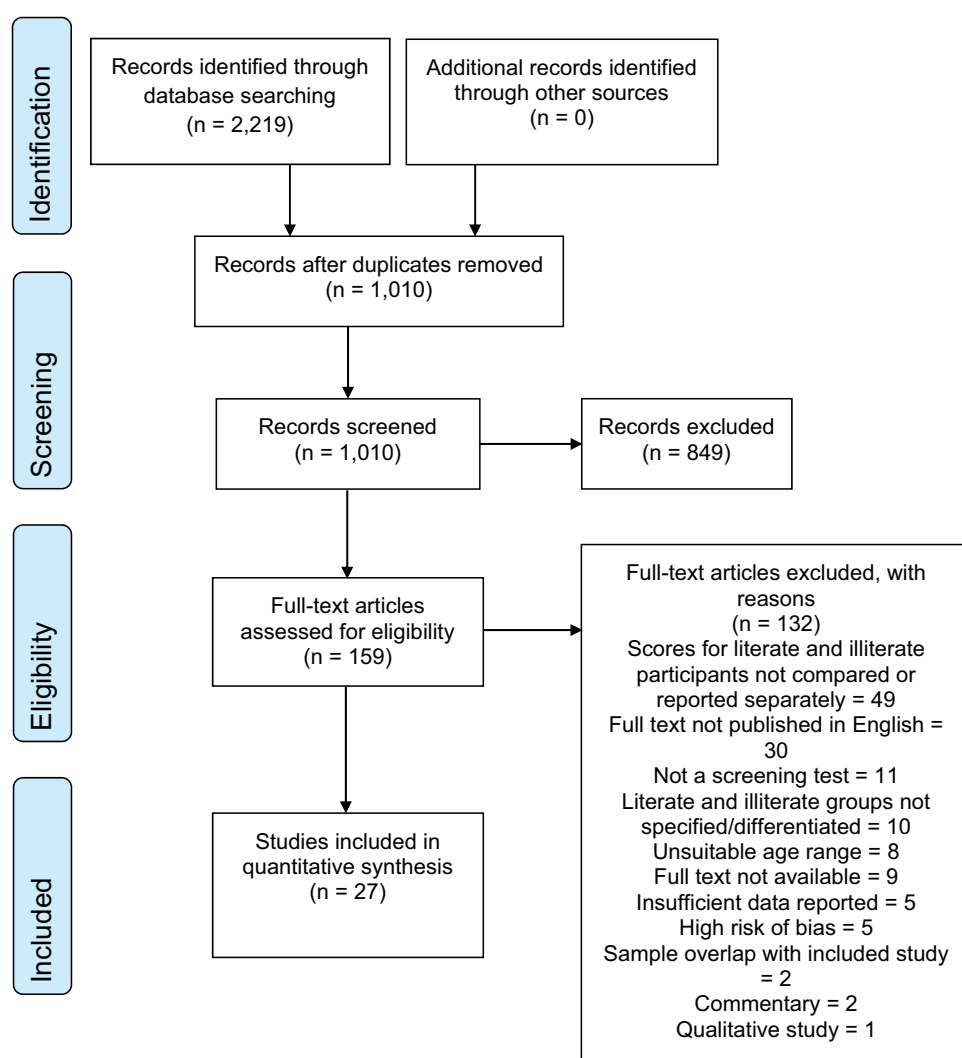 Identification
Records identified through
database searching
(n = 2,219)
Additional records identified
through other sources
(n = 0)
Records after duplicates removed
(n = 1,010)
Screening
Records screened
(n = 1,010)
Records excluded
(n = 849)
Eligibility
Full-text articles
assessed for eligibility
(n = 159)
Full-text articles excluded, with
reasons
(n = 132)
Scores for literate and illiterate
participants not compared or
reported separately = 49
Full text not published in English =
30
Not a screening test = 11
Literate and illiterate groups not
specified/differentiated = 10
Unsuitable age range = 8
Full text not available = 9
Insufficient data reported = 5
High risk of bias = 5
Sample overlap with included study
= 2
Commentary = 2
Qualitative study = 1
Included
Studies included in
quantitative synthesis
(n = 27)